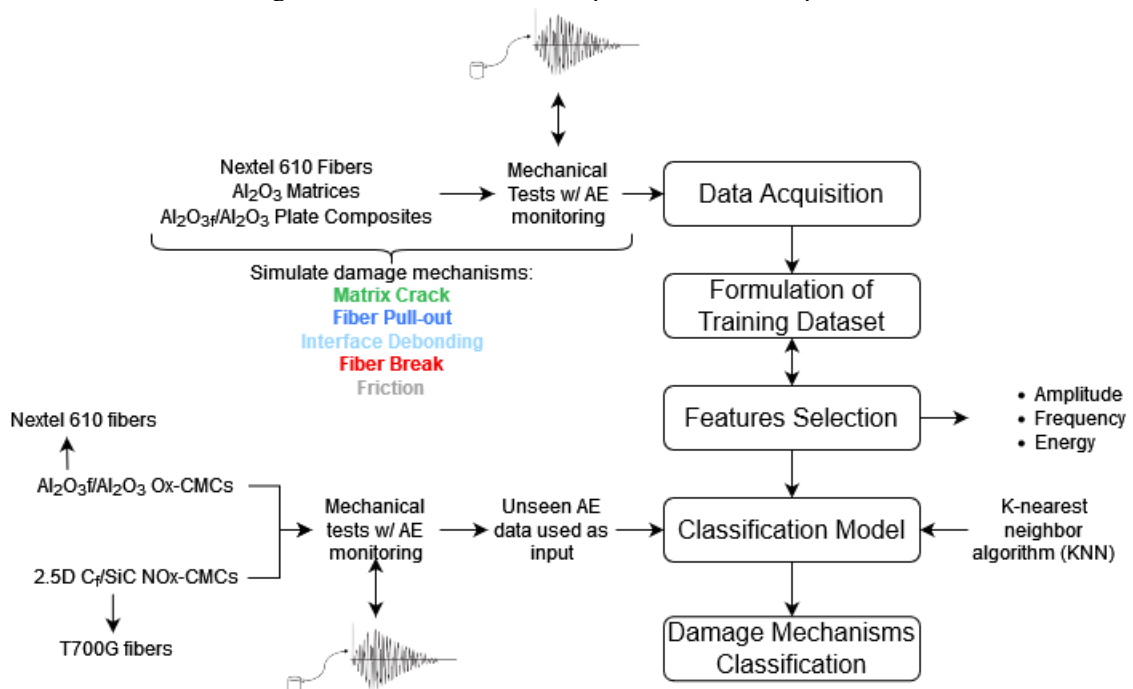 Nextel 610 Fibers
Al₂O₃ Matrices
Al₂O₃f/Al₂O₃ Plate Composites
Mechanical
Tests w/ AE
monitoring
Data Acquisition
Simulate damage mechanisms:
Matrix Crack
Fiber Pull-out
Interface Debonding
Fiber Break
Friction
Formulation of
Training Dataset
Features Selection
• Amplitude
• Frequency
• Energy
Nextel 610 fibers
Al₂O₃f/Al₂O₃ Ox-CMCs
2.5D Cf/SiC NOx-CMCs
T700G fibers
Mechanical
tests w/ AE
monitoring
Unseen AE
data used as
input
Classification Model
K-nearest
neighbor
algorithm (KNN)
Damage Mechanisms
Classification